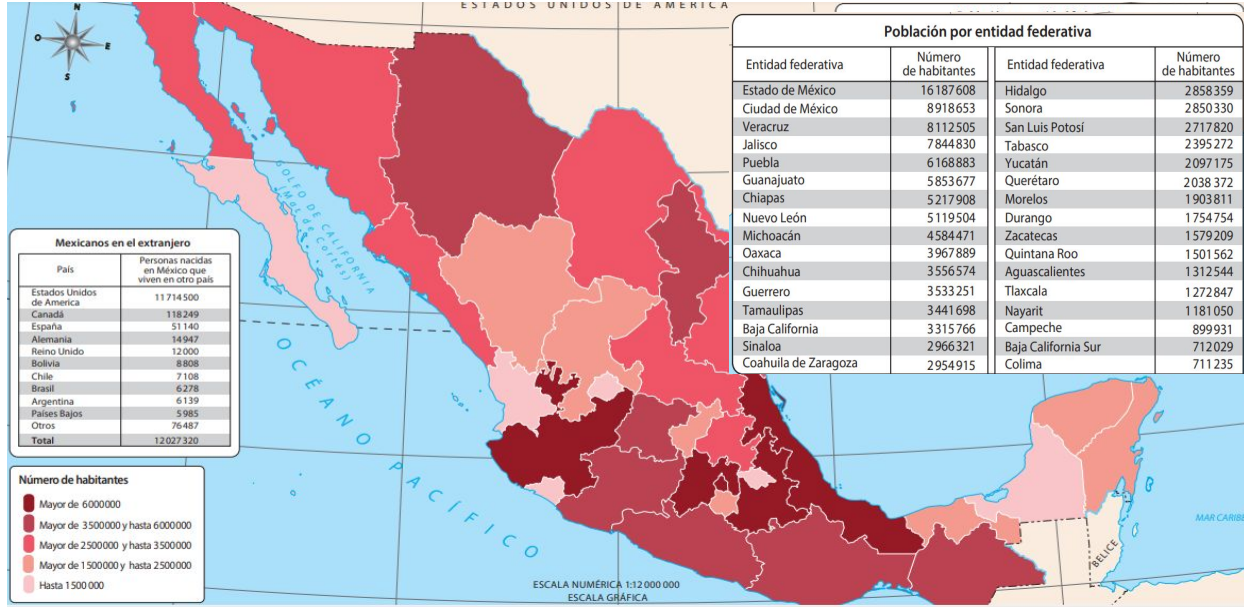 ESTADOS UNIDOS DE AMÉRICA
N
O
E
S
GOLFO DE CALIFORNIA
(Mar de Cortés)
OCÉANO PACÍFICO
Población por entidad federativa
Entidad federativa Número de habitantes Entidad federativa Número de habitantes
Estado de México 16187608 Hidalgo 2858359
Ciudad de México 8918653 Sonora 2850330
Veracruz 8112505 San Luis Potosí 2717820
Jalisco 7844830 Tabasco 2395272
Puebla 6168883 Yucatán 2097175
Guanajuato 5853677 Querétaro 2038372
Chiapas 5217908 Morelos 1903811
Nuevo León 5119504 Durango 1754754
Michoacán 4584471 Zacatecas 1579209
Oaxaca 3967889 Quintana Roo 1501562
Chihuahua 3556574 Aguascalientes 1312544
Guerrero 3533251 Tlaxcala 1272847
Tamaulipas 3441698 Nayarit 1181050
Baja California 3315766 Campeche 899931
Sinaloa 2966321 Baja California Sur 712029
Coahuila de Zaragoza 2954915 Colima 711235
Mexicanos en el extranjero
País Personas nacidas en México que viven en otro país
Estados Unidos de America 11714500
Canadá 118249
España 51140
Alemania 14947
Reino Unido 12000
Bolivia 8808
Chile 7108
Brasil 6278
Argentina 6139
Países Bajos 5985
Otros 76487
Total 12027320
Número de habitantes
Mayor de 6000000
Mayor de 3500000 y hasta 6000000
Mayor de 2500000 y hasta 3500000
Mayor de 1500000 y hasta 2500000
Hasta 1500000
ESCALA NUMÉRICA 1:12 000 000
ESCALA GRÁFICA
BELICE
MAR CARIBE